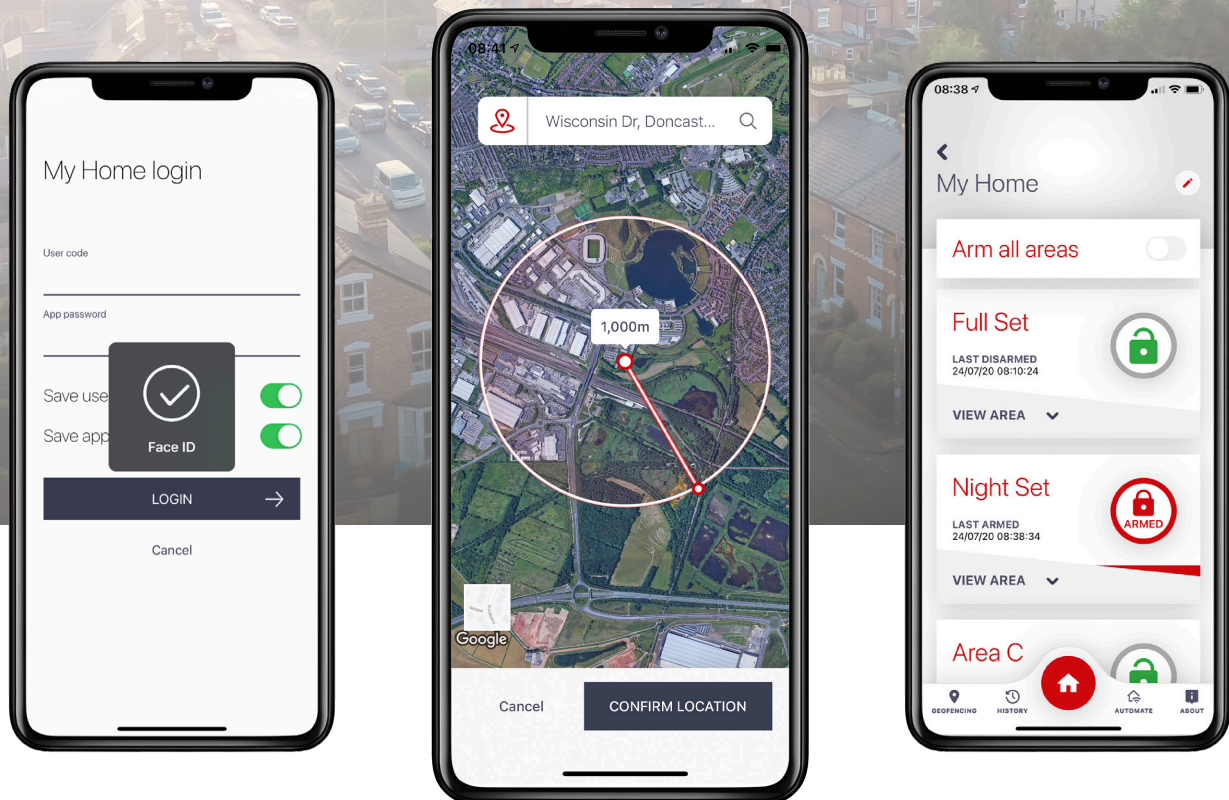 My Home login
User code
App password
Save use
Save app
Face ID
LOGIN
Cancel
08:41
Wisconsin Dr, Doncast...
1,000m
Google
Cancel
CONFIRM LOCATION
08:38
My Home
Arm all areas
Full Set
LAST DISARMED
24/07/20 08:10:24
VIEW AREA
Night Set
ARMED
LAST ARMED
24/07/20 08:38:34
VIEW AREA
Area C
GEOFENCING
HISTORY
AUTOMATE
ABOUT